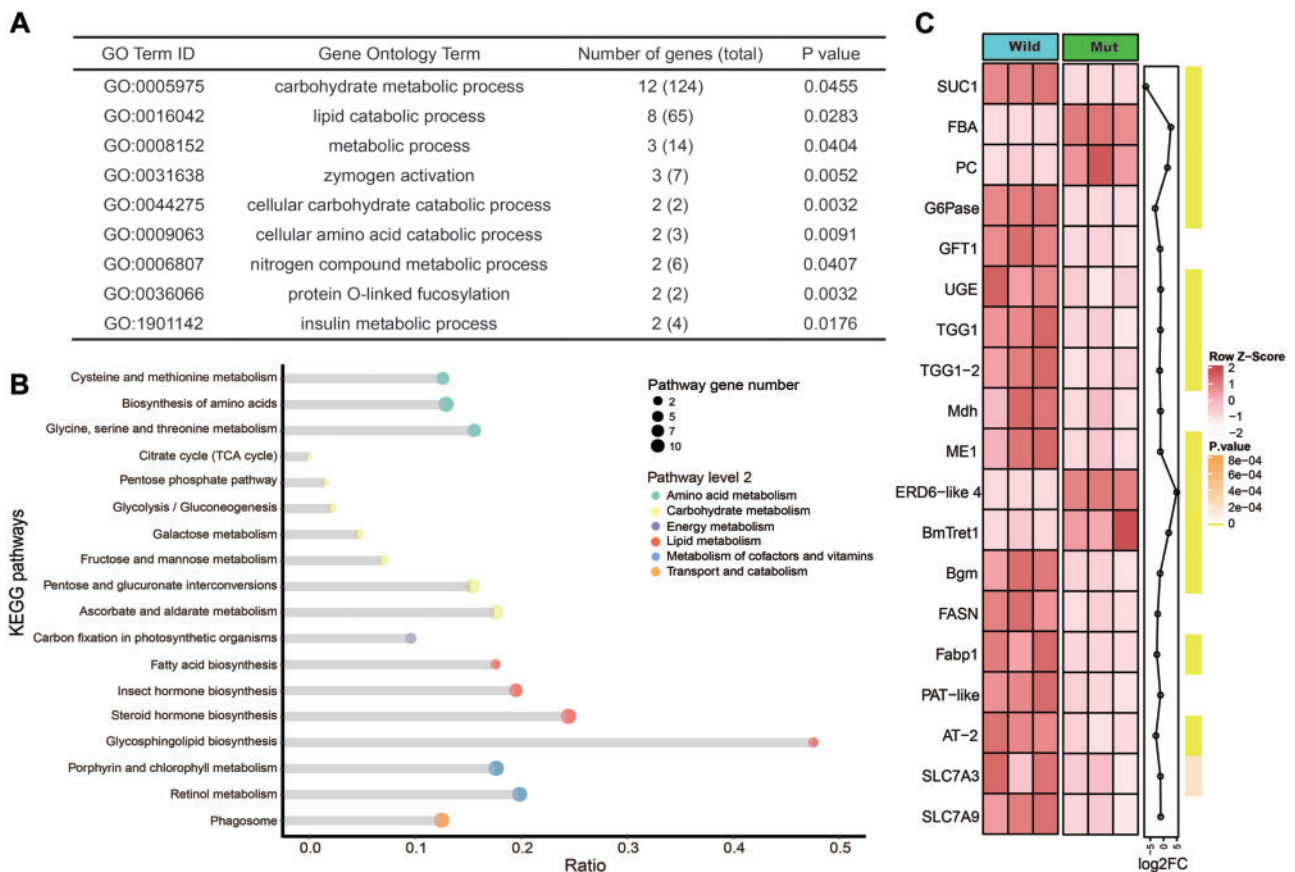 A
GO Term ID Gene Ontology Term Number of genes (total) P value
GO:0005975 carbohydrate metabolic process 12 (124) 0.0455
GO:0016042 lipid catabolic process 8 (65) 0.0283
GO:0008152 metabolic process 3 (14) 0.0404
GO:0031638 zymogen activation 3 (7) 0.0052
GO:0044275 cellular carbohydrate catabolic process 2 (2) 0.0032
GO:0009063 cellular amino acid catabolic process 2 (3) 0.0091
GO:0006807 nitrogen compound metabolic process 2 (6) 0.0407
GO:0036066 protein O-linked fucosylation 2 (2) 0.0032
GO:1901142 insulin metabolic process 2 (4) 0.0176
B
KEGG pathways
Cysteine and methionine metabolism
Biosynthesis of amino acids
Glycine, serine and threonine metabolism
Citrate cycle (TCA cycle)
Pentose phosphate pathway
Glycolysis / Gluconeogenesis
Galactose metabolism
Fructose and mannose metabolism
Pentose and glucuronate interconversions
Ascorbate and aldarate metabolism
Carbon fixation in photosynthetic organisms
Fatty acid biosynthesis
Insect hormone biosynthesis
Steroid hormone biosynthesis
Glycosphingolipid biosynthesis
Porphyrin and chlorophyll metabolism
Retinol metabolism
Phagosome
0.0 0.2 0.3 0.4 0.5
Ratio
Pathway gene number
2
5
7
10
Pathway level 2
Amino acid metabolism
Carbohydrate metabolism
Energy metabolism
Lipid metabolism
Metabolism of cofactors and vitamins
Transport and catabolism
C
Wild Mut
SUC1
FBA
PC
G6Pase
GFT1
UGE
TGG1
TGG1-2
Mdh
ME1
ERD6-like 4
BmTret1
Bgm
FASN
Fabp1
PAT-like
AT-2
SLC7A3
SLC7A9
-5 0 5
log2FC
Row Z-Score
2
1
0
-1
-2
P.value
8e-04
6e-04
4e-04
2e-04
0